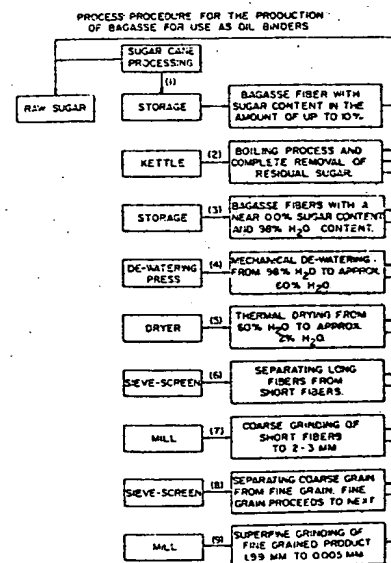 PROCESS PROCEDURE FOR THE PRODUCTION
OF BAGASSE FOR USE AS OIL BINDERS
SUGAR CANE
PROCESSING
(1)
RAW SUGAR
STORAGE
BAGASSE FIBER WITH
SUGAR CONTENT IN THE
AMOUNT OF UP TO 10%
KETTLE
(2)
BOILING PROCESS AND
COMPLETE REMOVAL OF
RESIDUAL SUGAR.
STORAGE
(3)
BAGASSE FIBERS WITH A
NEAR 0.0% SUGAR CONTENT
AND 98% H2O CONTENT.
DE-WATERING
PRESS
(4)
MECHANICAL DE-WATERING
FROM 98% H2O TO APPROX.
60% H2O
DRYER
(5)
THERMAL DRYING FROM
60% H2O TO APPROX.
2% H2O.
SIEVE-SCREEN
(6)
SEPARATING LONG
FIBERS FROM
SHORT FIBERS.
MILL
(7)
COARSE GRINDING OF
SHORT FIBERS
TO 2-3 MM
SIEVE-SCREEN
(8)
SEPARATING COARSE GRAIN
FROM FINE GRAIN. FINE
GRAIN PROCEEDS TO NEXT
MILL
(9)
SUPERFINE GRINDING OF
FINE GRAINED PRODUCT
1.99 MM TO 0.005 MM